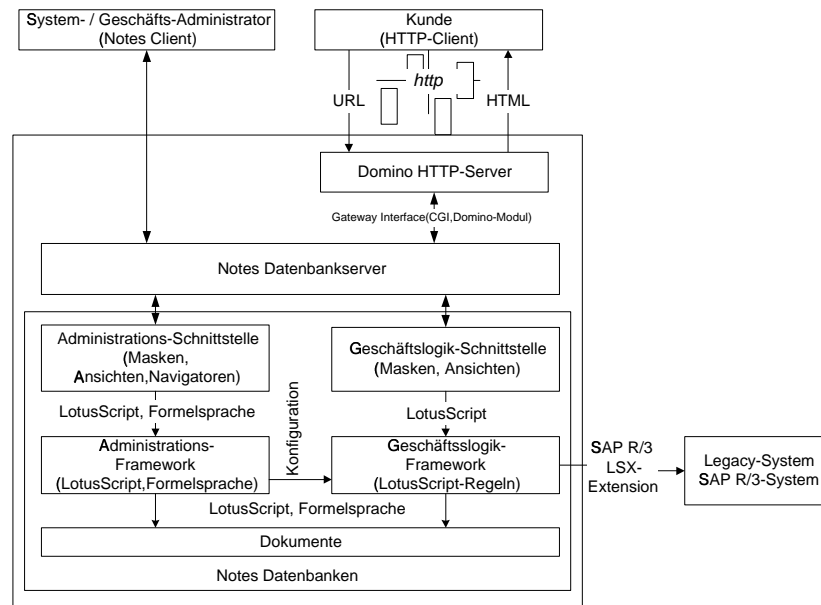 System- / Geschäfts-Administrator
(Notes Client)
Kunde
(HTTP-Client)
http
URL
HTML
Domino HTTP-Server
Gateway Interface(CGI,Domino-Modul)
Notes Datenbankserver
Administrations-Schnittstelle
(Masken,
Ansichten,Navigatoren)
Geschäftslogik-Schnittstelle
(Masken, Ansichten)
LotusScript, Formelsprache
Konfiguration
LotusScript
Administrations-
Framework
(LotusScript,Formelsprache)
Geschäftsslogik-
Framework
(LotusScript-Regeln)
SAP R/3
LSX-
Extension
Legacy-System
SAP R/3-System
LotusScript, Formelsprache
Dokumente
Notes Datenbanken